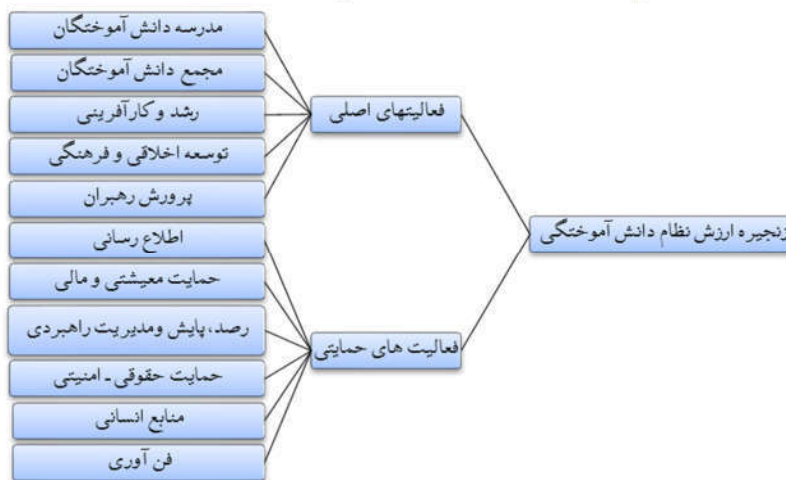 زنجیره ارزش نظام دانش آموختگی
فعالیتهای اصلی
مدرسه دانش آموختگان
مجمع دانش آموختگان
رشد و کارآفرینی
توسعه اخلاقی و فرهنگی
پرورش رهبران
فعالیت های حمایتی
اطلاع رسانی
حمایت معیشتی و مالی
رصد، پایش ومدیریت راهبردی
حمایت حقوقی ـ امنیتی
منابع انسانی
فن آوری